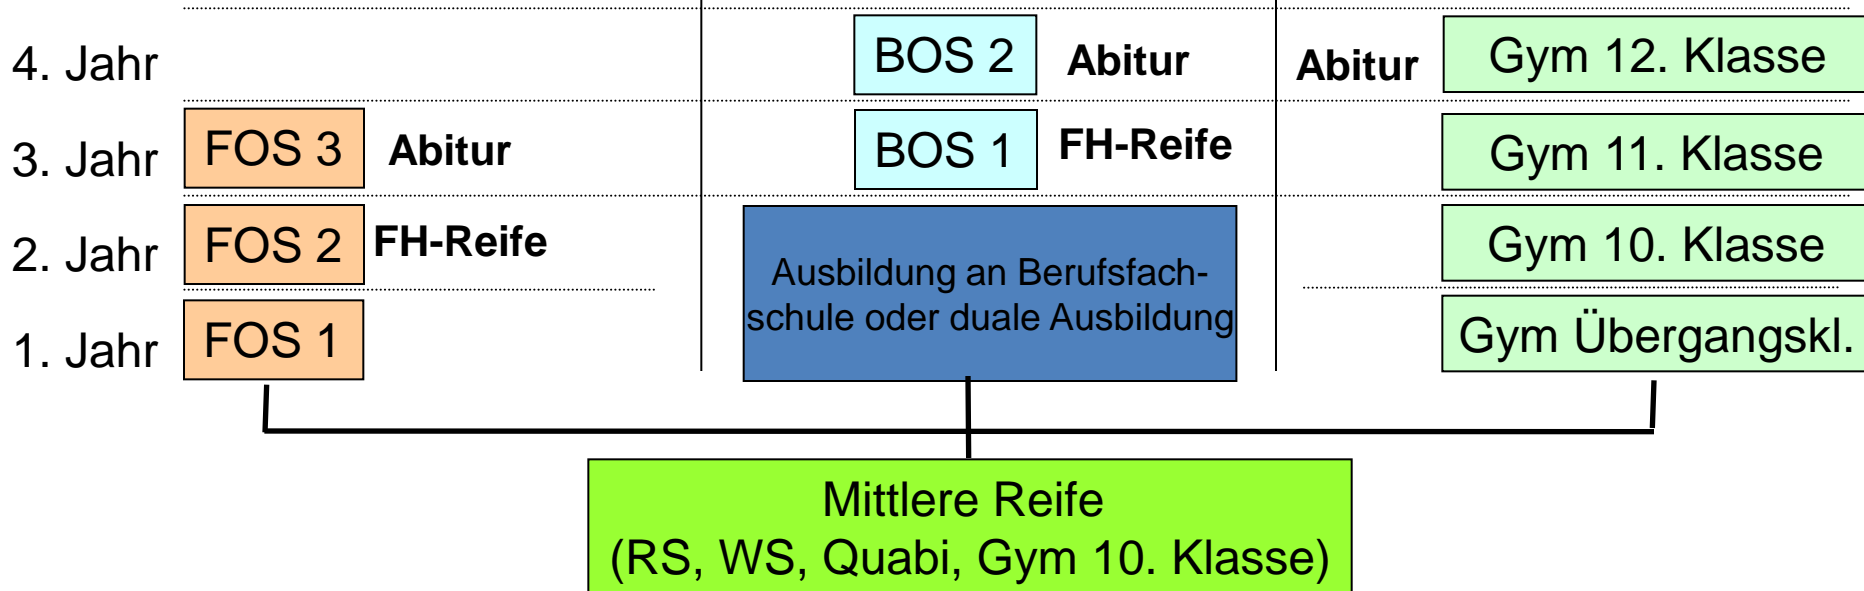 4. Jahr
BOS 2
Abitur
Abitur
Gym 12. Klasse
3. Jahr
FOS 3
Abitur
BOS 1
FH-Reife
Gym 11. Klasse
2. Jahr
FOS 2
FH-Reife
Ausbildung an Berufsfach-
schule oder duale Ausbildung
Gym 10. Klasse
1. Jahr
FOS 1
Gym Übergangskl.
Mittlere Reife
(RS, WS, Quabi, Gym 10. Klasse)